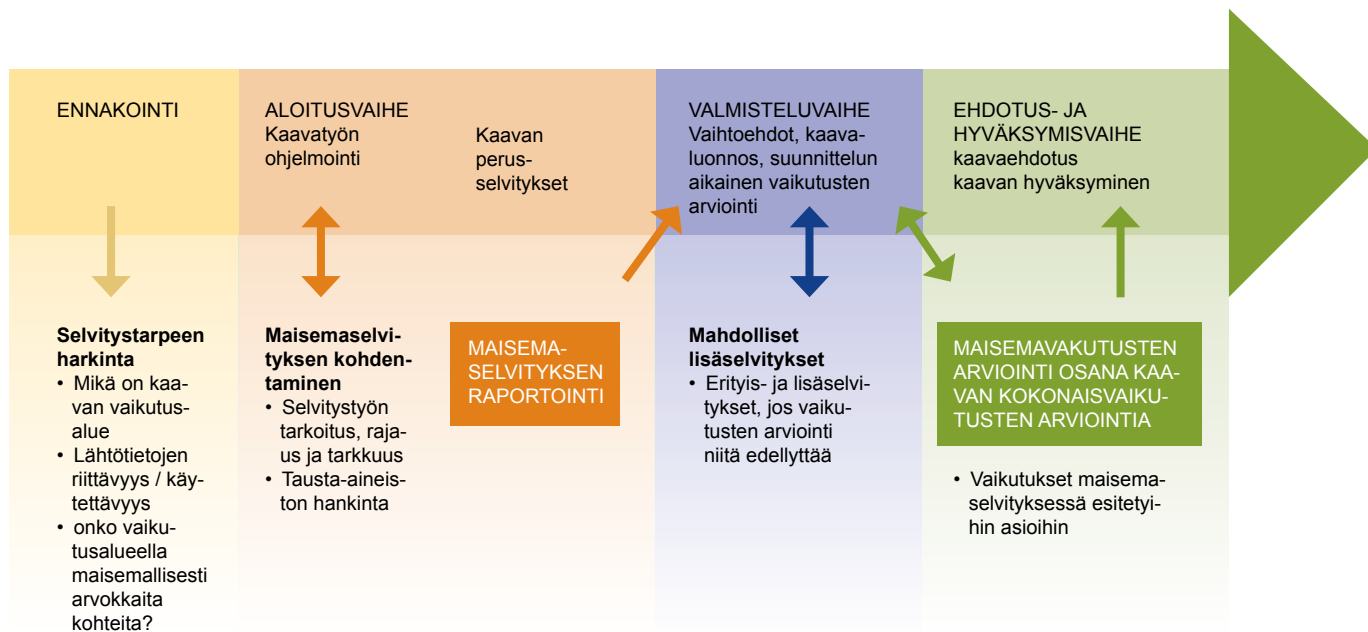 ENNAKOINTI
ALOITUSVAIHE
Kaavatyön
ohjelmointi
Kaavan
perus-
selvitykset
VALMISTELUVAIHE
Vaihtoehdot, kaava-
luonnos, suunnittelun
aikainen vaikutusten
arviointi
EHDOTUS- JA
HYVÄKSYMISVAIHE
kaavaehdotus
kaavan hyväksyminen
Selvitystarpeen
harkinta
• Mikä on kaa-
van vaikutus-
alue
• Lähtötietojen
riittävyys / käy-
tettävyys
• onko vaiku-
tusalueella
maisemallisesti
arvokkaita
kohteita?
Maisemaselvi-
tyksen kohden-
taminen
• Selvitystyön
tarkoitus, raja-
us ja tarkkuus
• Tausta-aineis-
ton hankinta
MAISEMA-
SELVITYKSEN
RAPORTOINTI
Mahdolliset
lisäselvitykset
• Erityis- ja lisäselvi-
tykset, jos vaiku-
tusten arviointi
niitä edellyttää
MAISEMAVAKUTUSTEN
ARVIOINTI OSANA KAA-
VAN KOKONAISVAIKU-
TUSTEN ARVIOINTIA
• Vaikutukset maisema-
selvityksessä esitetyi-
hin asioihin